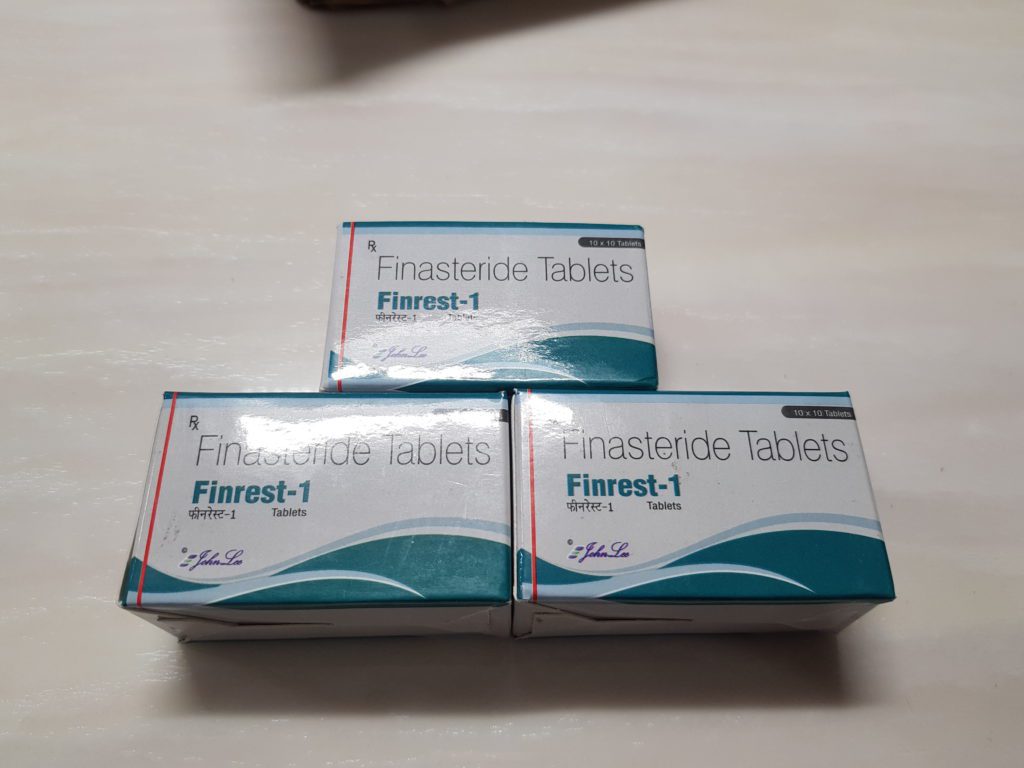 Rx
10 x 10 Tablets
Finasteride Tablets
Finrest-1
फीनरेस्ट-1 Tablets
John Lee
Rx
Finasteride Tablets
Finrest-1
फीनरेस्ट-1 Tablets
John Lee
10 x 10 Tablets
Finasteride Tablets
Finrest-1
फीनरेस्ट-1 Tablets
John Lee